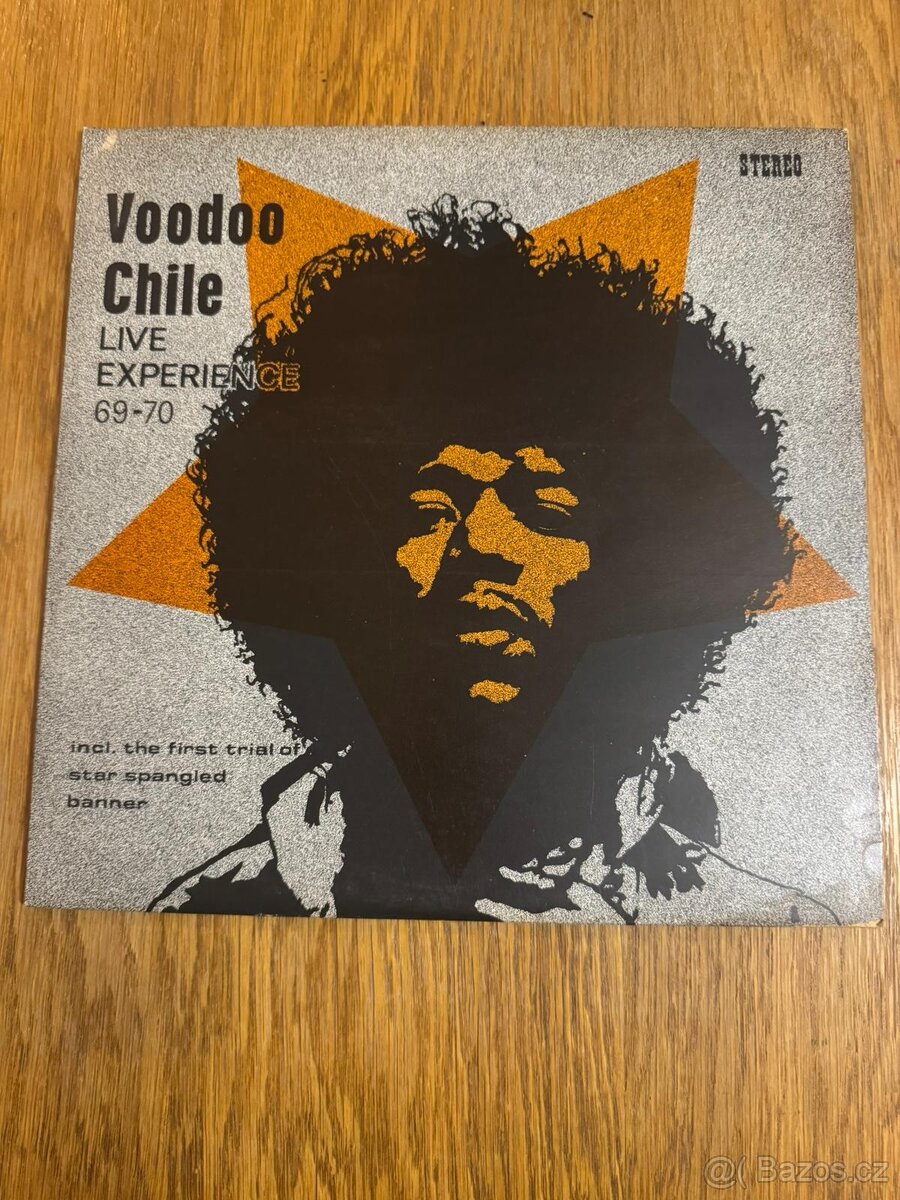 STEREO
Voodoo
Chile
LIVE
EXPERIENCE
69-70
incl. the first trial of
star spangled
banner
@( Bazos.cz